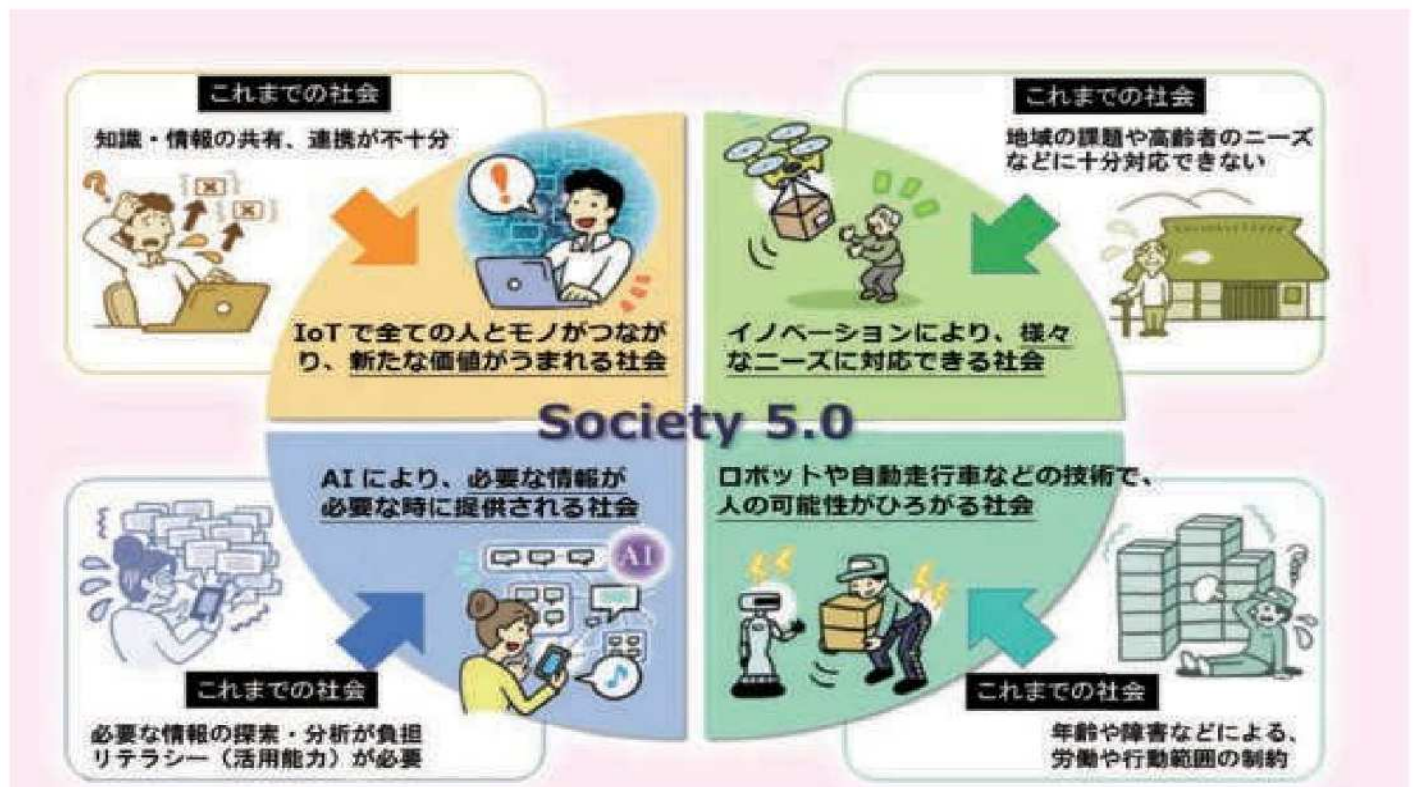 これまでの社会
知識・情報の共有、連携が不十分
IoTで全ての人とモノがつなが
り、新たな価値がうまれる社会
これまでの社会
地域の課題や高齢者のニーズ
などに十分対応できない
イノベーションにより、様々
なニーズに対応できる社会
Society 5.0
AIにより、必要な情報が
必要な時に提供される社会
AI
これまでの社会
必要な情報の探索・分析が負担
リテラシー（活用能力）が必要
ロボットや自動走行車などの技術で、
人の可能性がひろがる社会
これまでの社会
年齢や障害などによる、
労働や行動範囲の制約